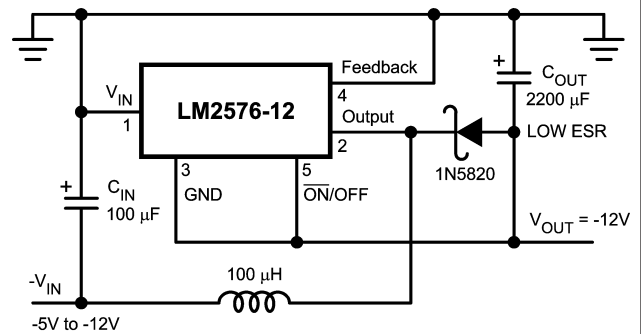 Feedback
4
+
C_OUT
2200 µF
V_IN
1
LM2576-12
Output
2
LOW ESR
1N5820
3
GND
5
O̅N̅/OFF
+
C_IN
100 µF
V_OUT = -12V
100 µH
-V_IN
-5V to -12V